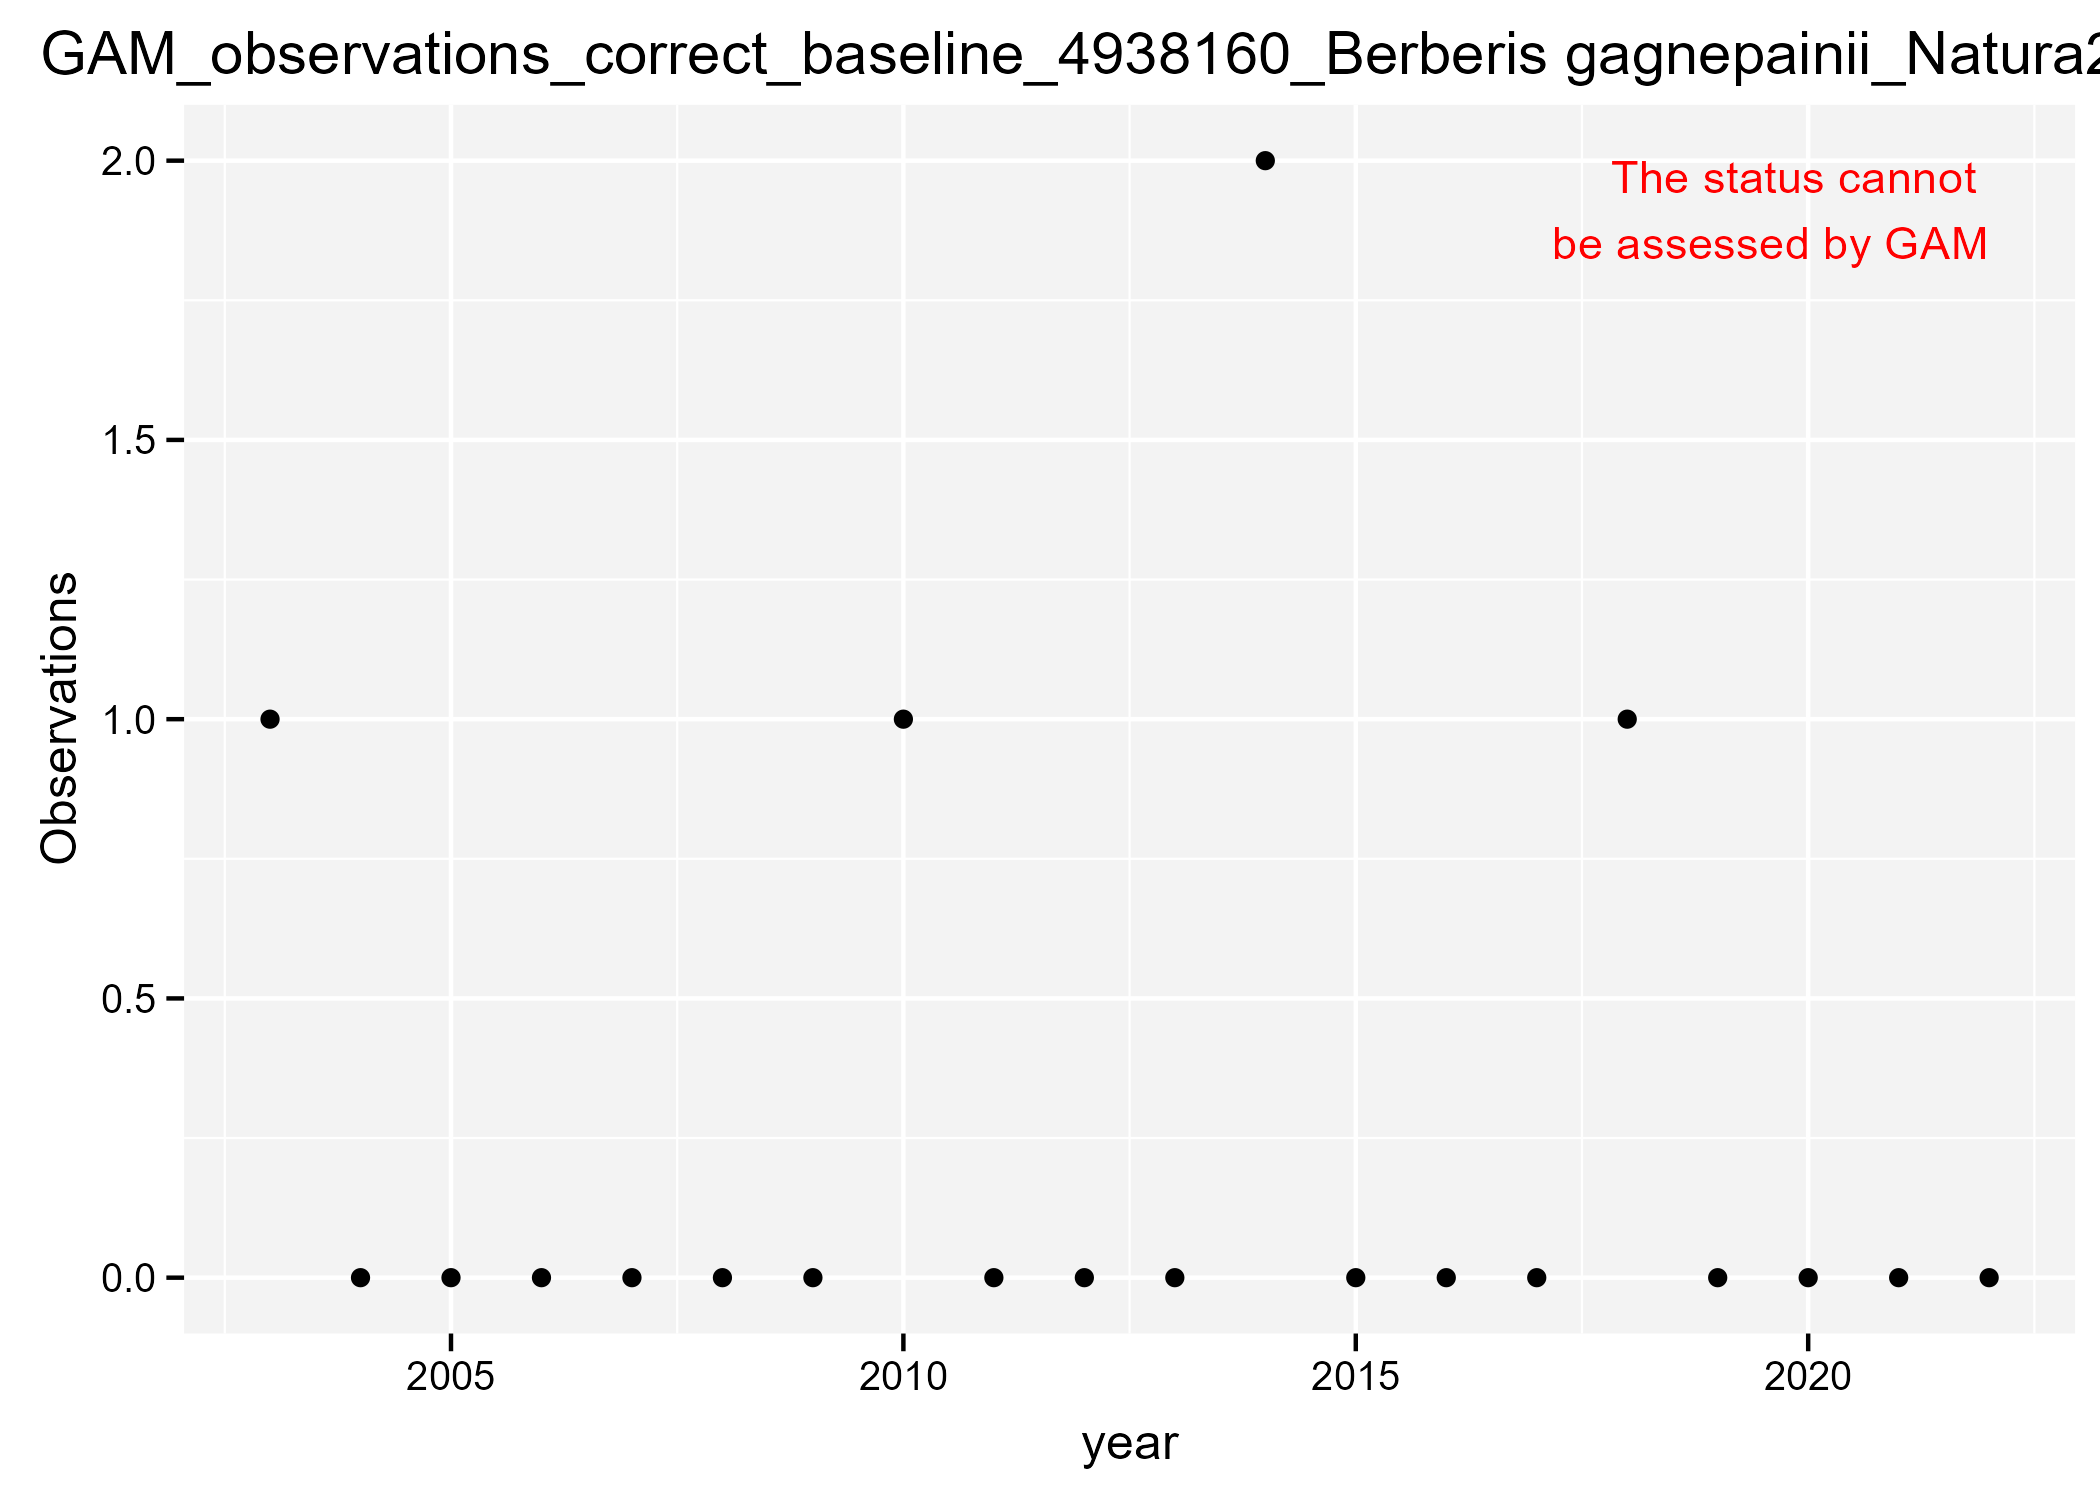 GAM_observations_correct_baseline_4938160_Berberis gagnepainii_Natura2
2.0
The status cannot
be assessed by GAM
1.5
1.0
0.5
0.0
Observations
2005 2010 2015 2020
year